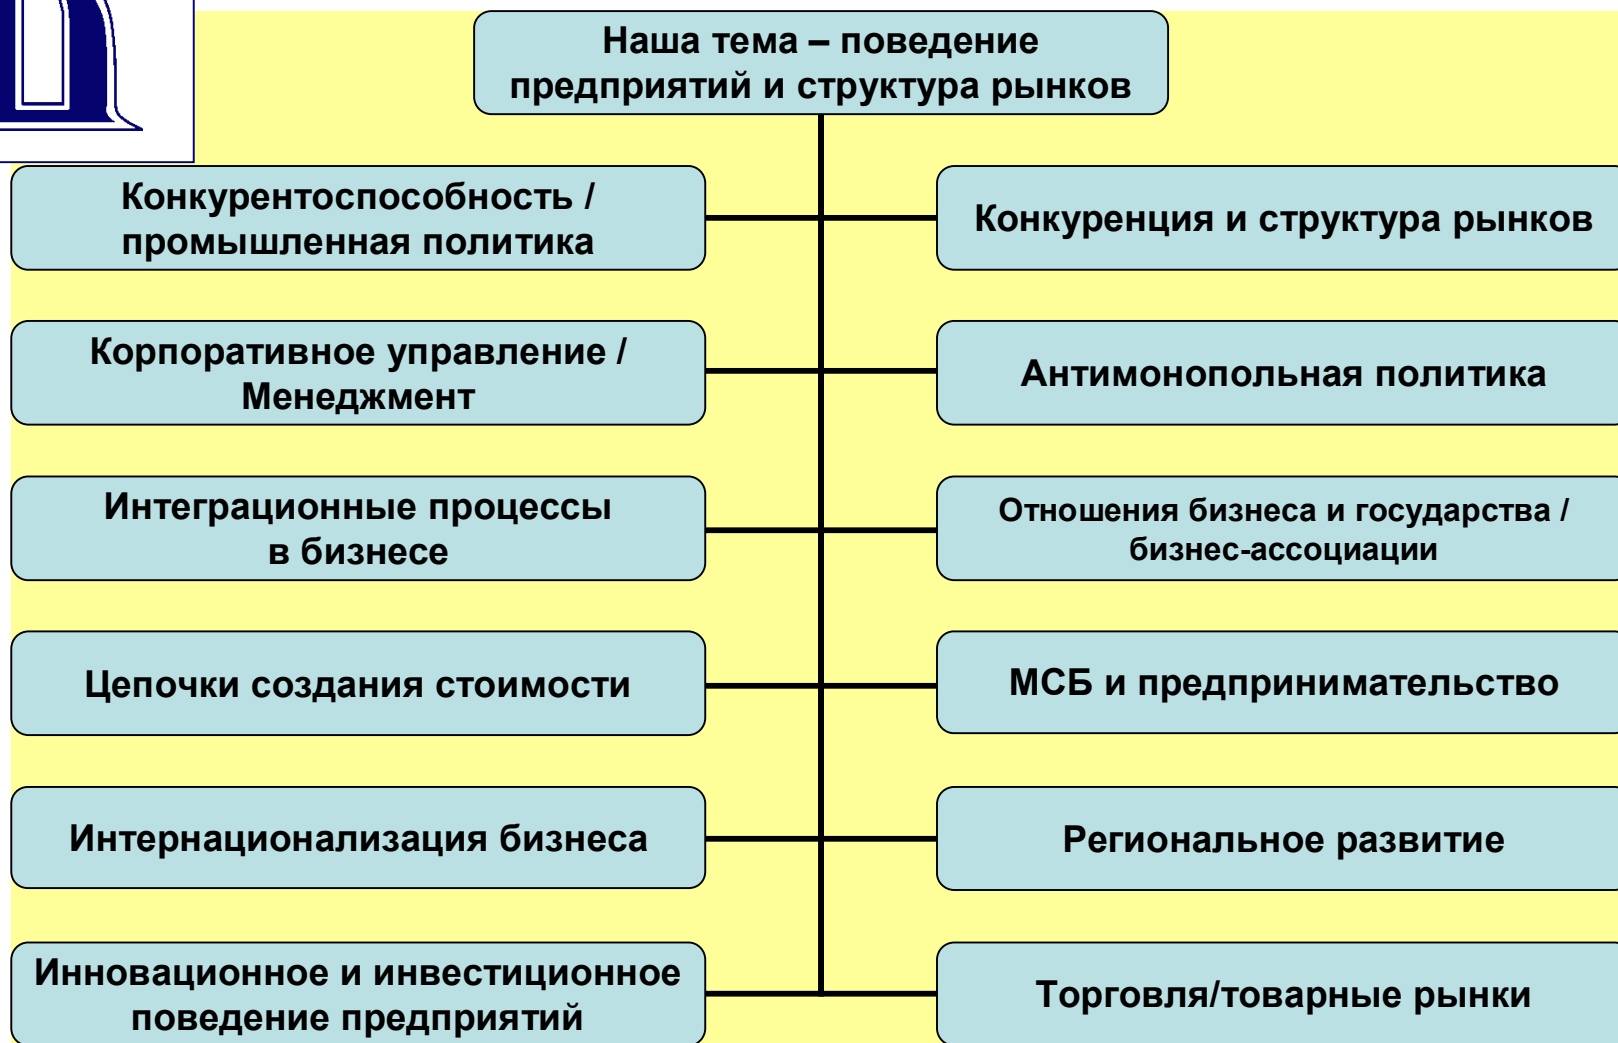 Наша тема – поведение
предприятий и структура рынков
Конкурентоспособность /
промышленная политика
Конкуренция и структура рынков
Корпоративное управление /
Менеджмент
Антимонопольная политика
Интеграционные процессы
в бизнесе
Отношения бизнеса и государства /
бизнес-ассоциации
Цепочки создания стоимости
МСБ и предпринимательство
Интернационализация бизнеса
Региональное развитие
Инновационное и инвестиционное
поведение предприятий
Торговля/товарные рынки